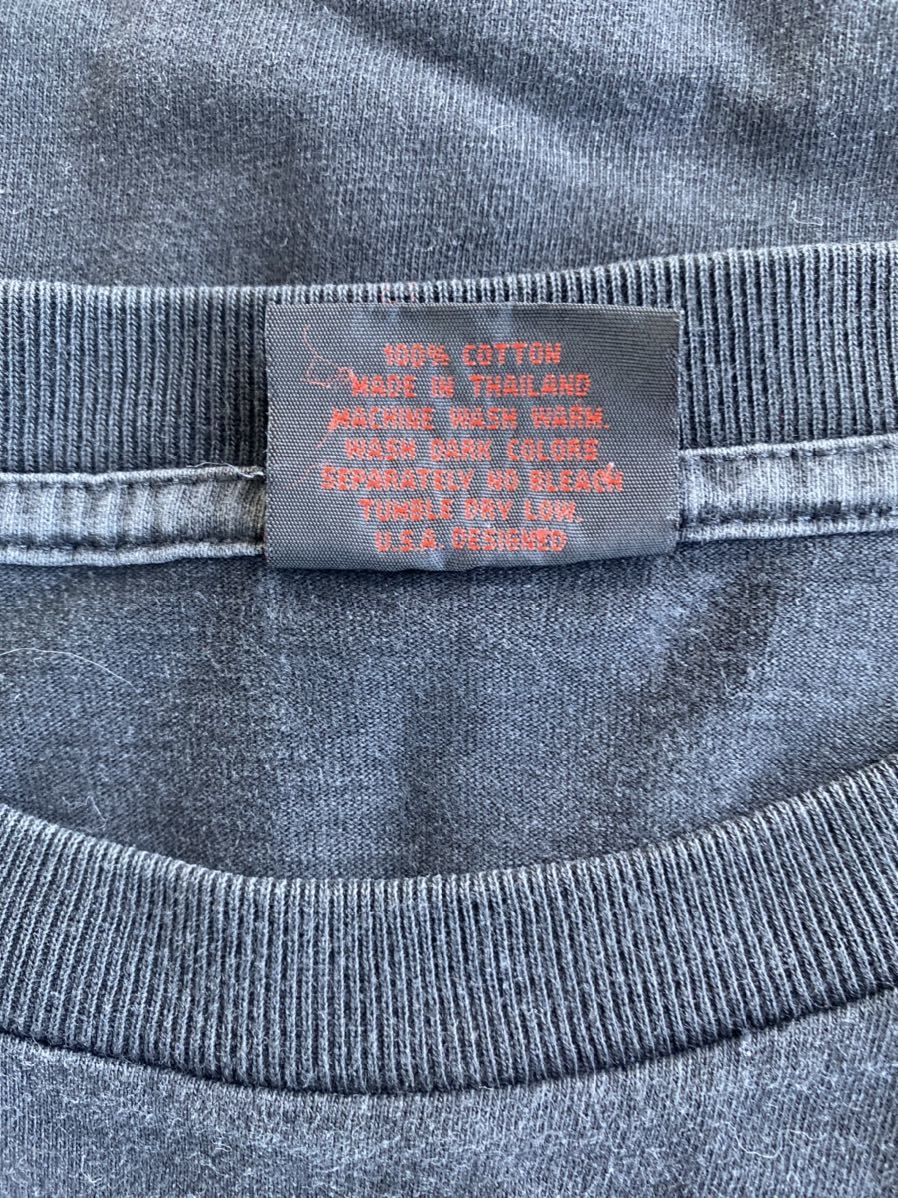 100% COTTON
MADE IN THAILAND
MACHINE WASH WARM.
WASH DARK COLORS
SEPARATELY NO BLEACH
TUMBLE DRY LOW.
U.S.A. DESIGNED